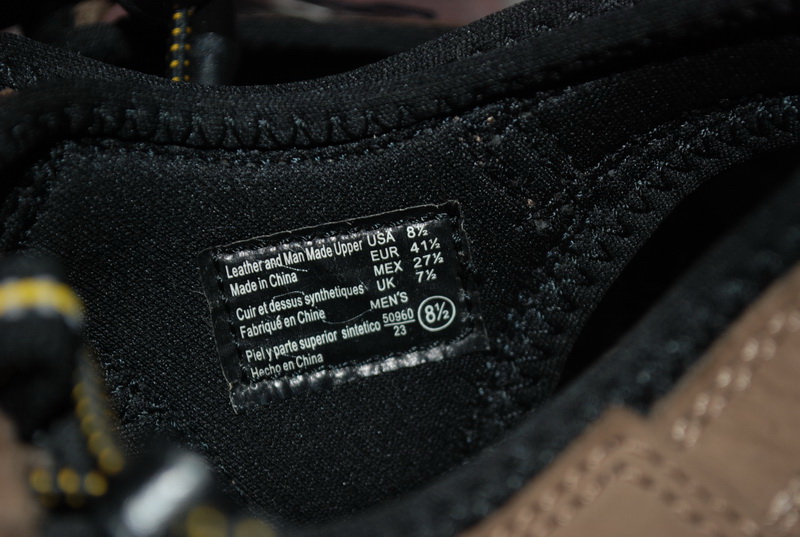 Leather and Man Made Upper
Made in China
Cuir et dessus synthetiques
Fabriqué en Chine
Piel y parte superior sintetico
Hecho en China
USA 8½
EUR 41½
MEX 27½
UK 7½
MEN'S
50960
23
8½